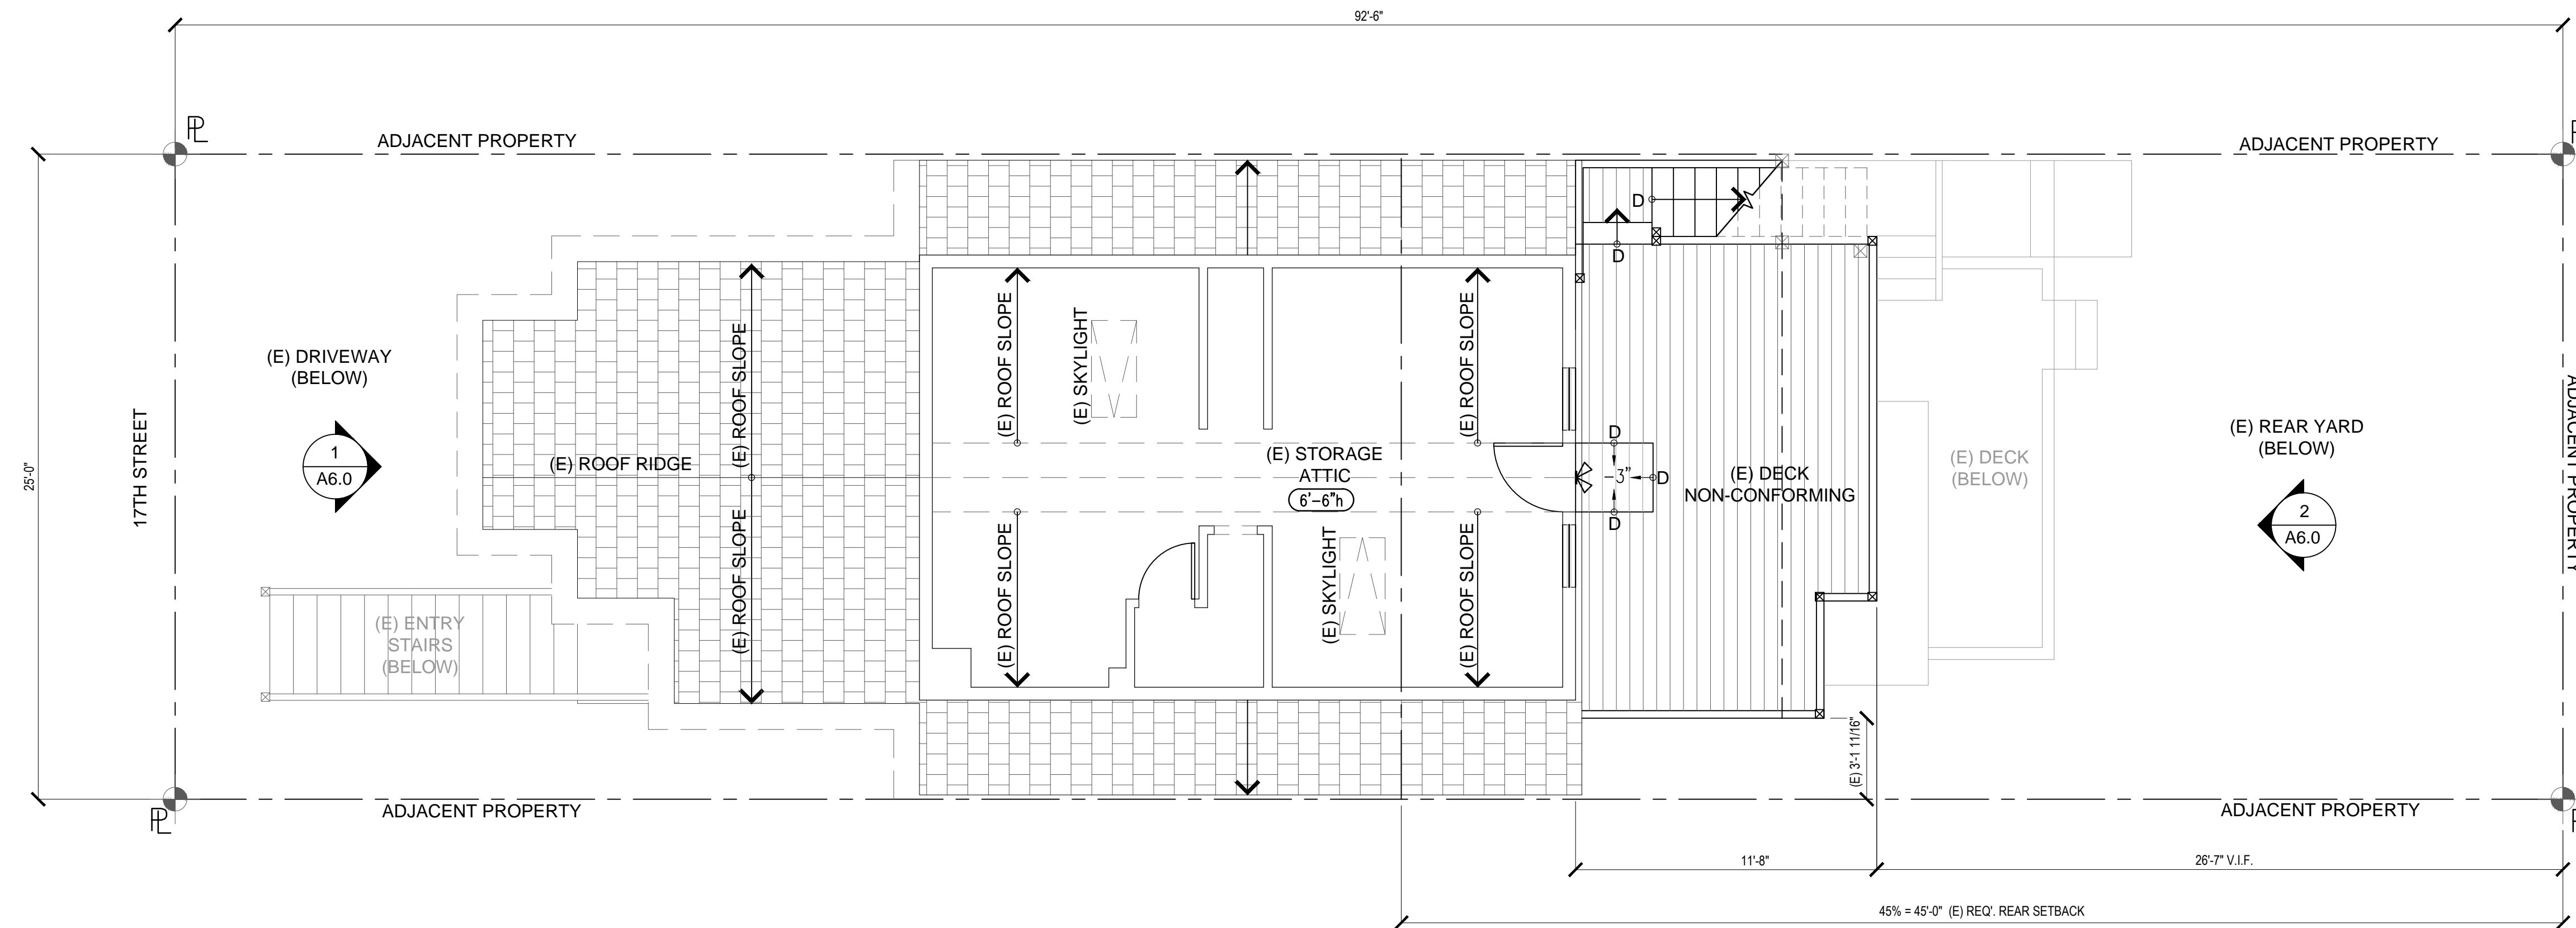 92'-6"
PL
PL
ADJACENT PROPERTY
ADJACENT PROPERTY
D
D
(E) ROOF SLOPE
(E) ROOF SLOPE
(E) SKYLIGHT
(E) ROOF SLOPE
(E) DRIVEWAY
(BELOW)
17TH STREET
25'-0"
1
A6.0
(E) ROOF RIDGE
(E) STORAGE
ATTIC
6'-6"h
D
-3"
D
D
(E) DECK
NON-CONFORMING
(E) DECK
(BELOW)
(E) REAR YARD
(BELOW)
2
A6.0
ADJACENT PROPERTY
(E) ROOF SLOPE
(E) ROOF SLOPE
(E) SKYLIGHT
(E) ROOF SLOPE
(E) ENTRY
STAIRS
(BELOW)
(E) 3'-1 11/16"
PL
ADJACENT PROPERTY
ADJACENT PROPERTY
11'-8"
26'-7" V.I.F.
45% = 45'-0" (E) REQ'. REAR SETBACK